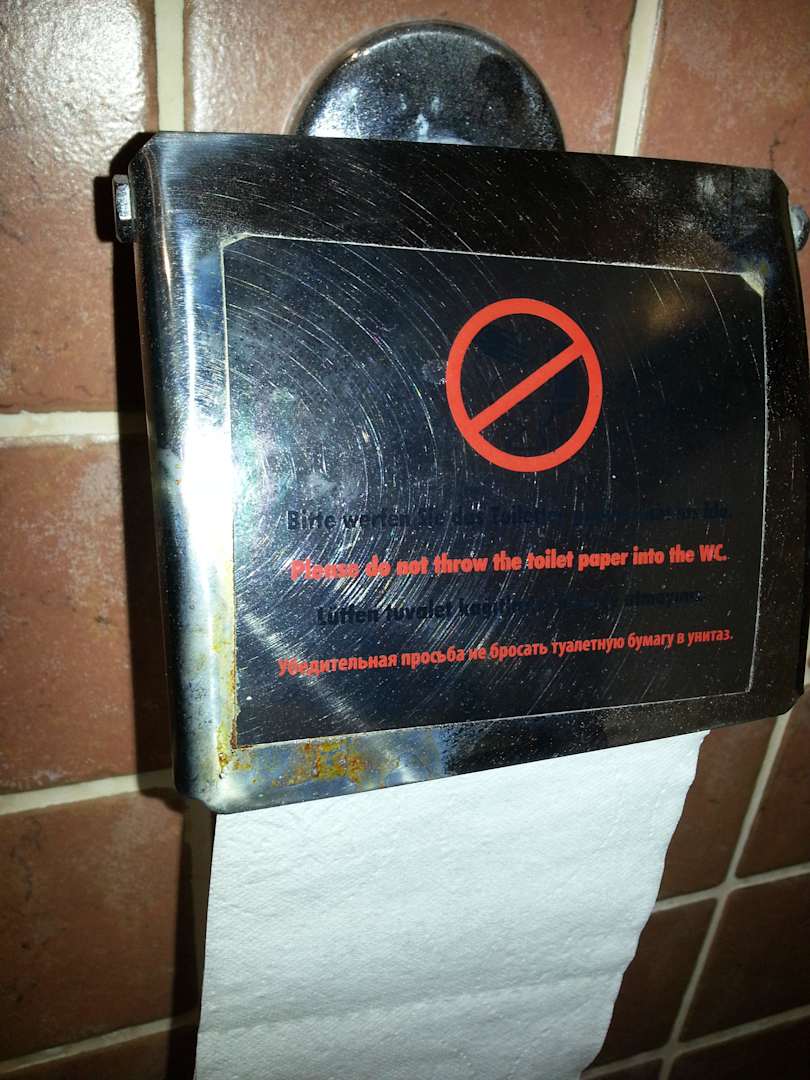 Bitte werfen Sie das
Please do not throw the toilet paper into the WC.
Lütfen tuvalet
Убедительная просьба не бросать туалетную бумагу в унитаз.